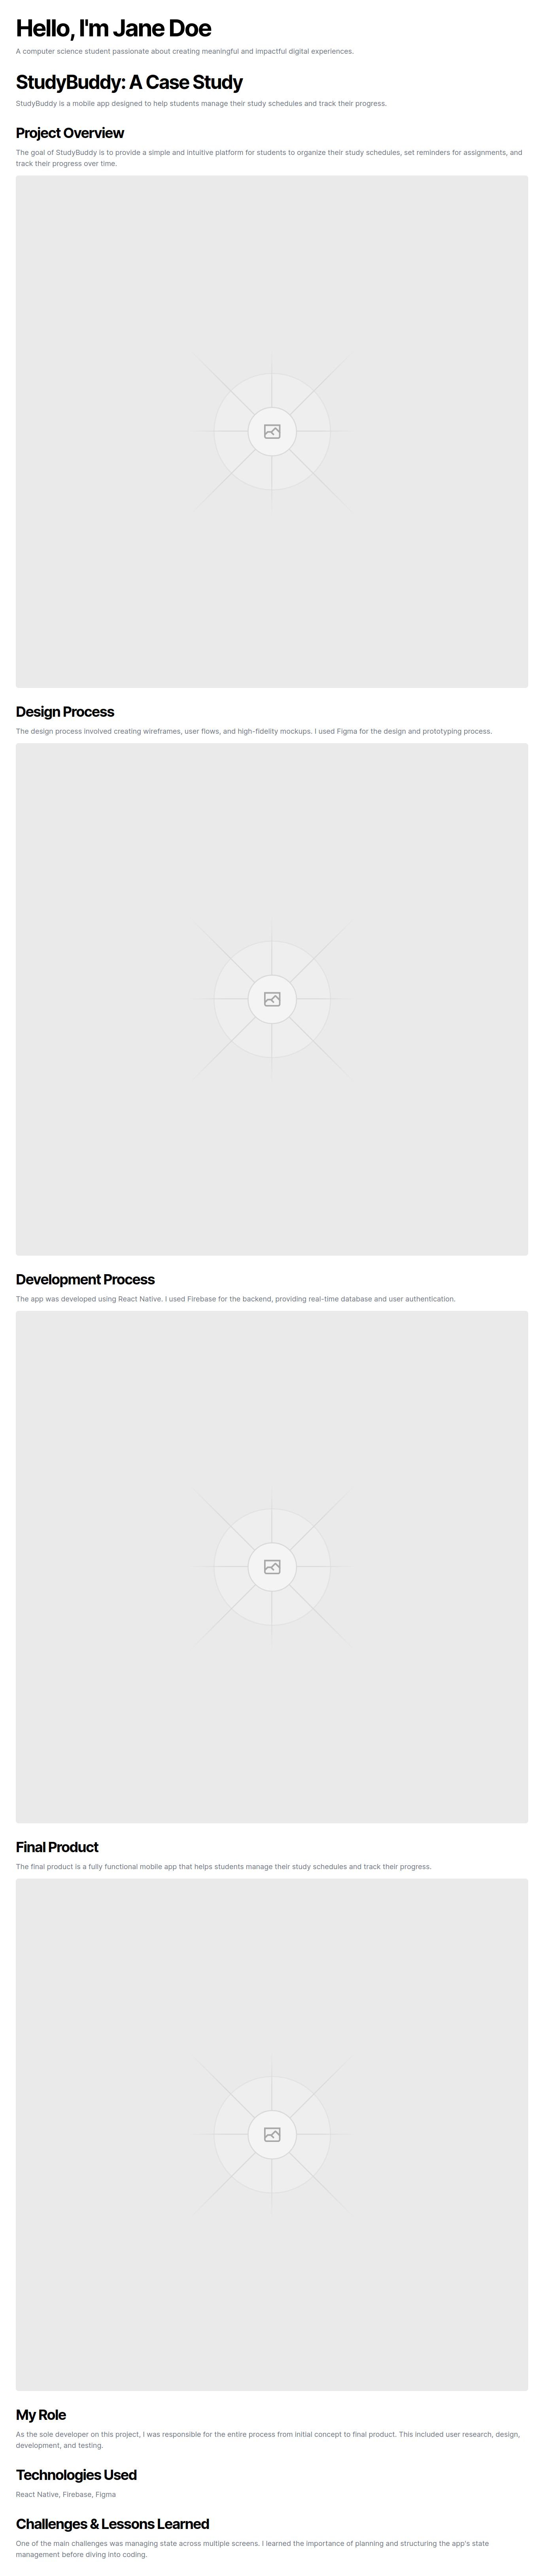 Hello, I'm Jane Doe
A computer science student passionate about creating meaningful and impactful digital experiences.
StudyBuddy: A Case Study
StudyBuddy is a mobile app designed to help students manage their study schedules and track their progress.
Project Overview
The goal of StudyBuddy is to provide a simple and intuitive platform for students to organize their study schedules, set reminders for assignments, and
track their progress over time.
Design Process
The design process involved creating wireframes, user flows, and high-fidelity mockups. I used Figma for the design and prototyping process.
Development Process
The app was developed using React Native. I used Firebase for the backend, providing real-time database and user authentication.
Final Product
The final product is a fully functional mobile app that helps students manage their study schedules and track their progress.
My Role
As the sole developer on this project, I was responsible for the entire process from initial concept to final product. This included user research, design,
development, and testing.
Technologies Used
React Native, Firebase, Figma
Challenges & Lessons Learned
One of the main challenges was managing state across multiple screens. I learned the importance of planning and structuring the app's state
management before diving into coding.